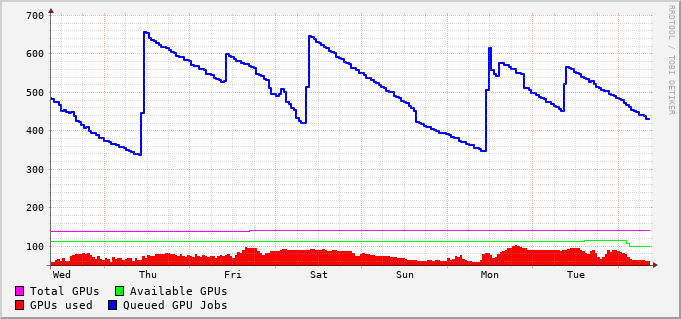 700
600
500
400
300
200
100
Wed Thu Fri Sat Sun Mon Tue
Total GPUs Available GPUs
GPUs used Queued GPU Jobs
RRDTOOL / TOBI OETIKER